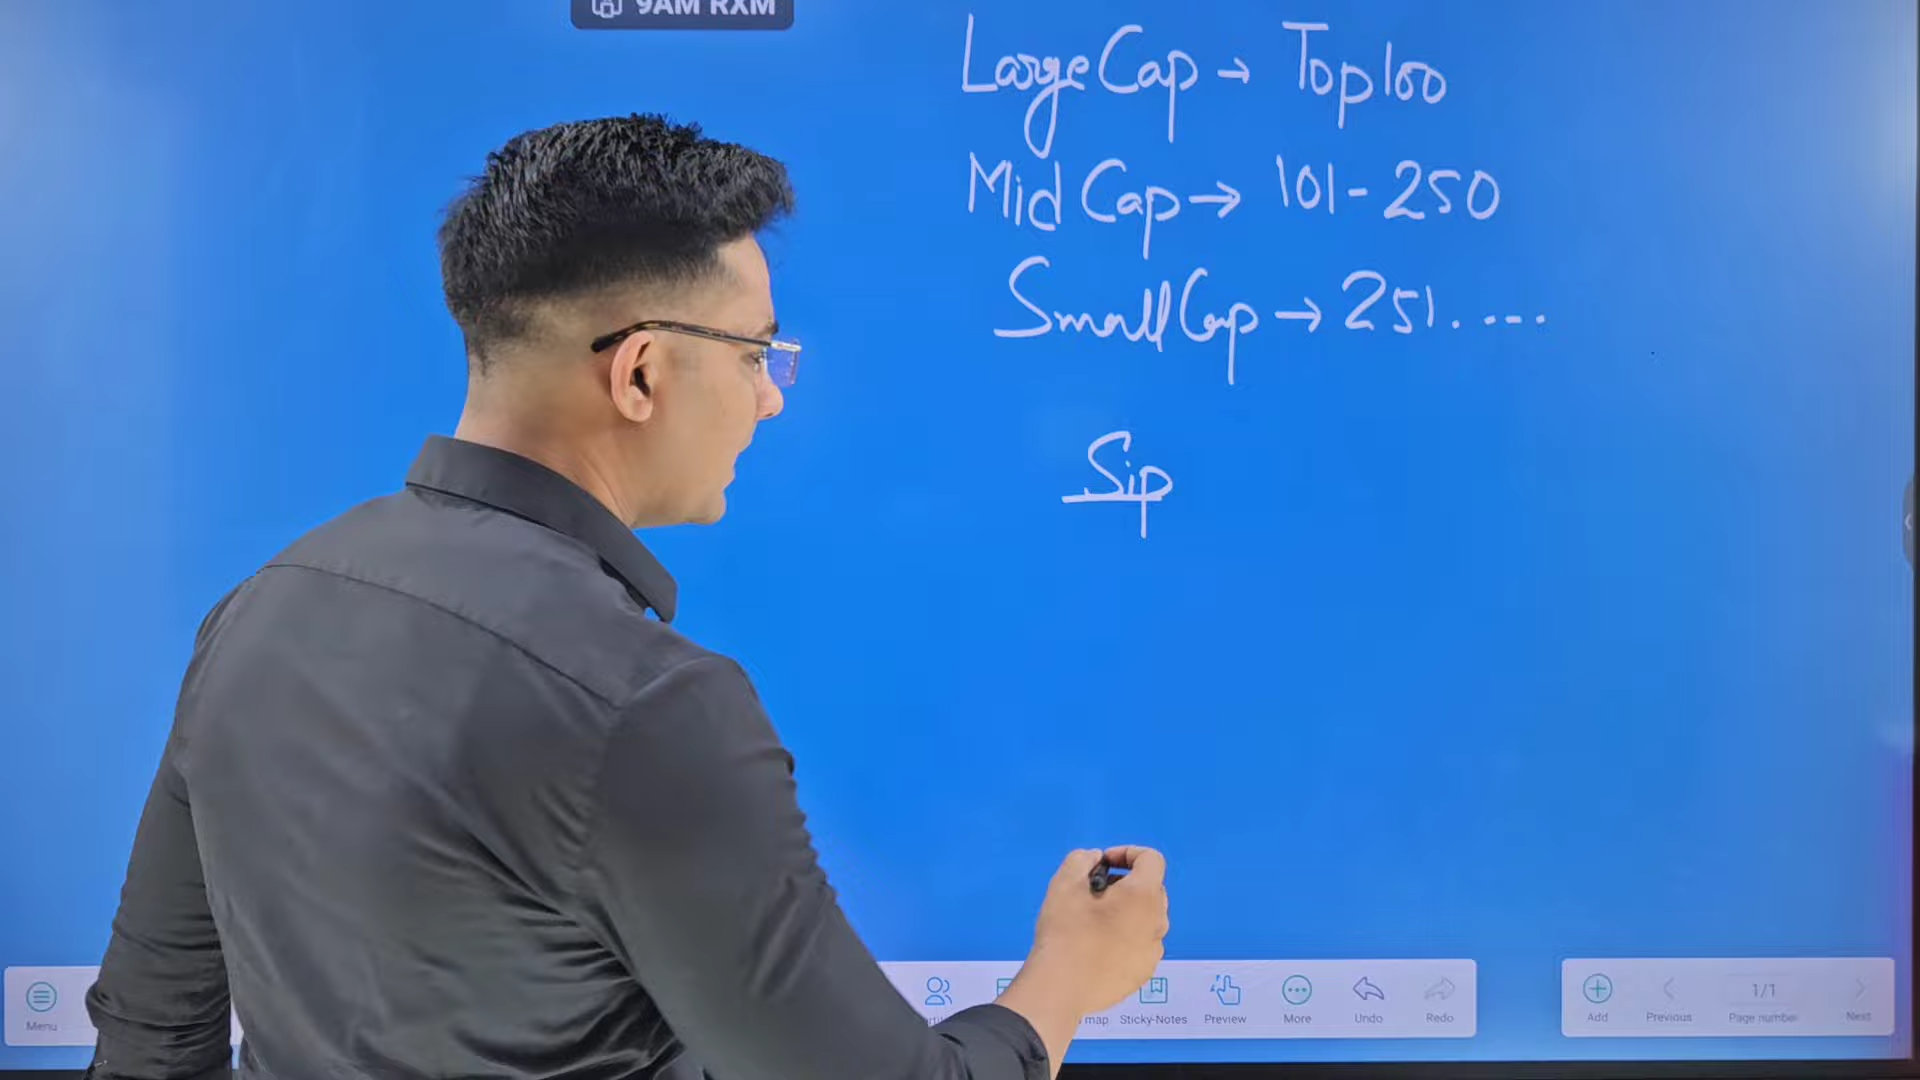 9AM RXM
Large Cap → Top 100
Mid Cap → 101 - 250
Small Cap → 251 . ....
Sip
Menu
map Sticky-Notes Preview More Undo Redo
Add Previous 1/1 Page number Next